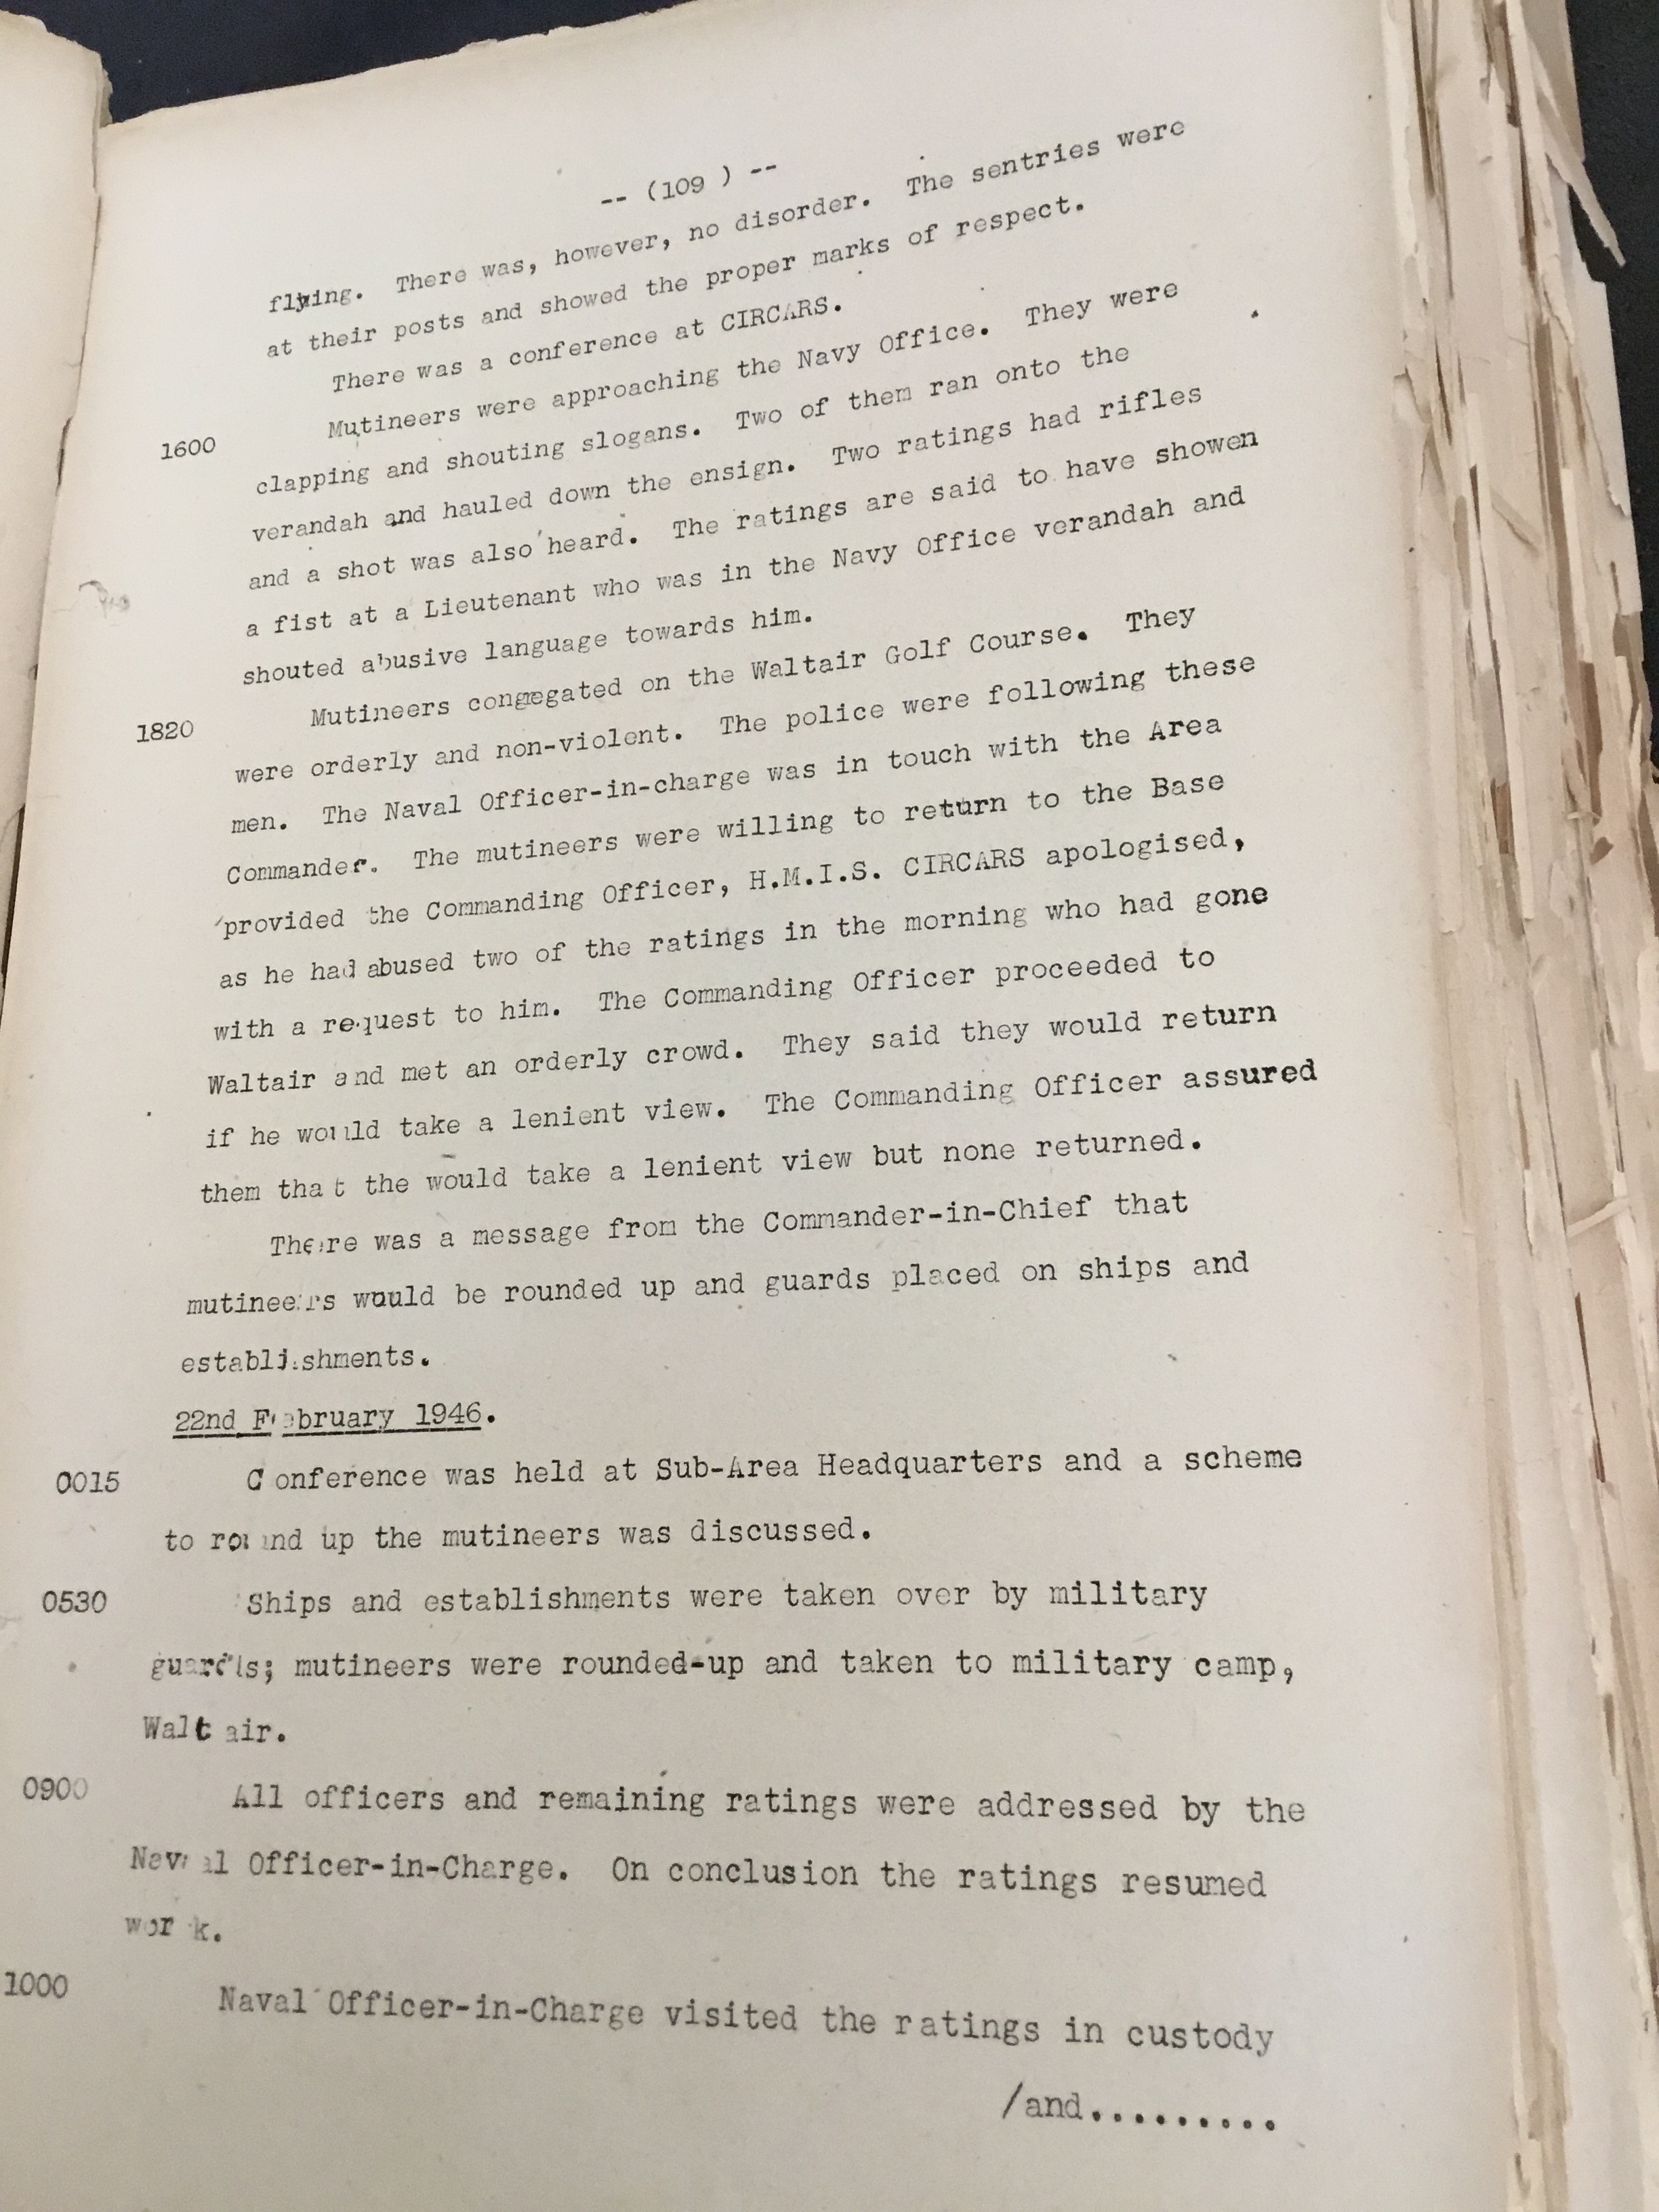 -- (109 ) --
flying. There was, however, no disorder. The sentries were
at their posts and showed the proper marks of respect.
There was a conference at CIRCARS.
1600 Mutineers were approaching the Navy Office. They were
clapping and shouting slogans. Two of them ran onto the
verandah and hauled down the ensign. Two ratings had rifles
and a shot was also heard. The ratings are said to have showen
a fist at a Lieutenant who was in the Navy Office verandah and
shouted abusive language towards him.
1820 Mutineers congregated on the Waltair Golf Course. They
were orderly and non-violent. The police were following these
men. The Naval Officer-in-charge was in touch with the Area
Commander. The mutineers were willing to return to the Base
provided the Commanding Officer, H.M.I.S. CIRCARS apologised,
as he had abused two of the ratings in the morning who had gone
with a request to him. The Commanding Officer proceeded to
Waltair and met an orderly crowd. They said they would return
if he would take a lenient view. The Commanding Officer assured
them that the would take a lenient view but none returned.
There was a message from the Commander-in-Chief that
mutineers would be rounded up and guards placed on ships and
establishments.
22nd February 1946.
0015 Conference was held at Sub-Area Headquarters and a scheme
to round up the mutineers was discussed.
0530 Ships and establishments were taken over by military
guards; mutineers were rounded-up and taken to military camp,
Waltair.
0900 All officers and remaining ratings were addressed by the
Naval Officer-in-Charge. On conclusion the ratings resumed
work.
1000 Naval Officer-in-Charge visited the ratings in custody
/and.........